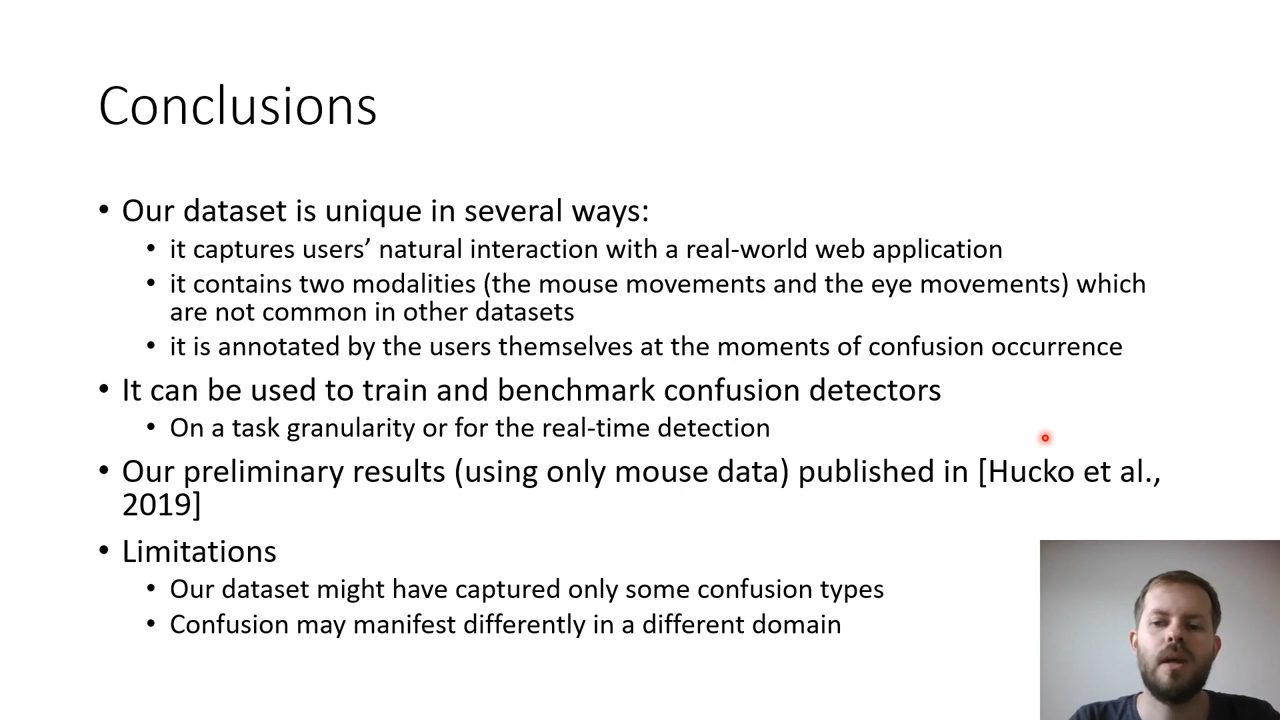 Conclusions
• Our dataset is unique in several ways:
• it captures users’ natural interaction with a real-world web application
• it contains two modalities (the mouse movements and the eye movements) which
are not common in other datasets
• it is annotated by the users themselves at the moments of confusion occurrence
• It can be used to train and benchmark confusion detectors
• On a task granularity or for the real-time detection
• Our preliminary results (using only mouse data) published in [Hucko et al.,
2019]
• Limitations
• Our dataset might have captured only some confusion types
• Confusion may manifest differently in a different domain